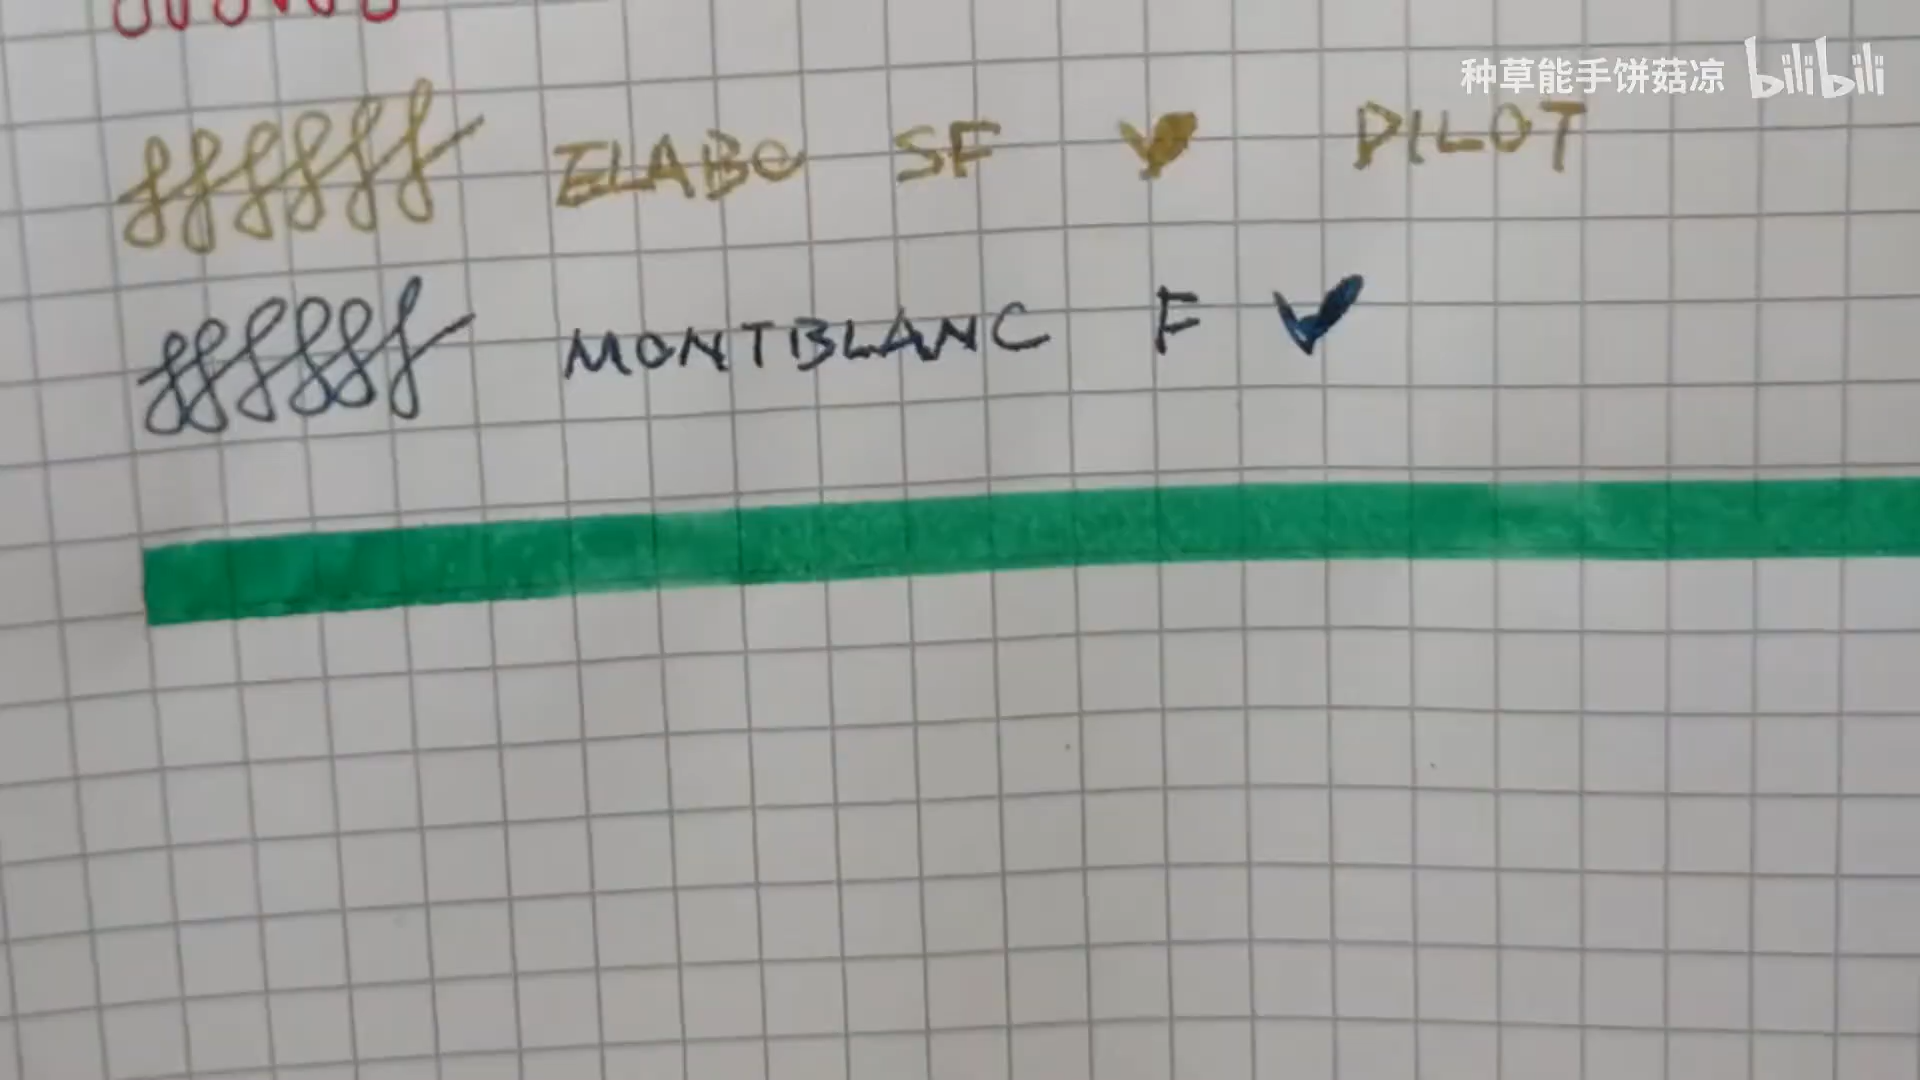 种草能手饼菇凉 bilibili
ELABO SF PILOT
MONTBLANC F